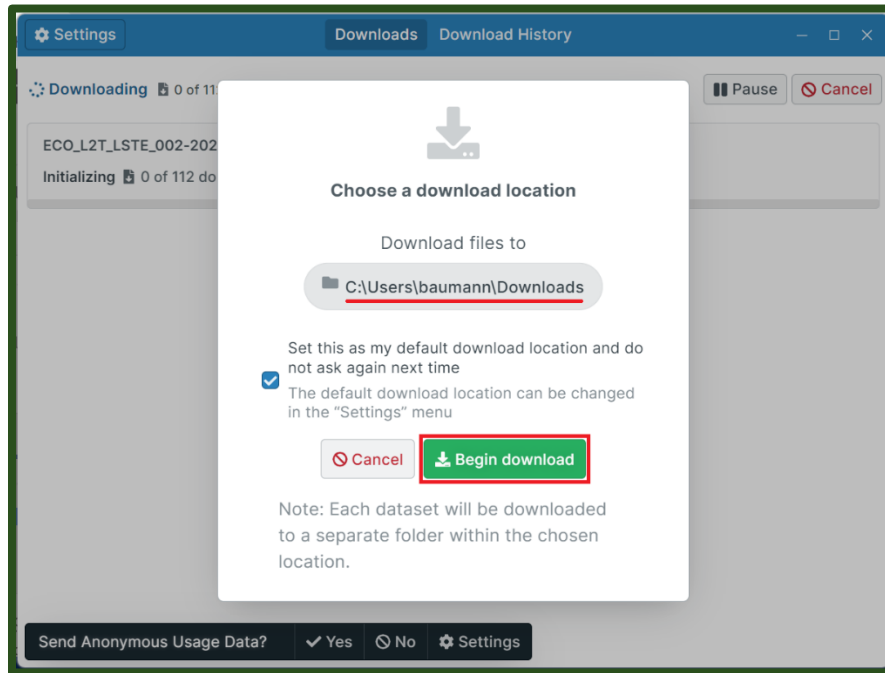 Settings
Downloads
Download History
Downloading 0 of 11
Pause
Cancel
ECO_L2T_LSTE_002-202
Initializing 0 of 112 do
Choose a download location
Download files to
C:\Users\baumann\Downloads
Set this as my default download location and do
not ask again next time
The default download location can be changed
in the “Settings” menu
Cancel
Begin download
Note: Each dataset will be downloaded
to a separate folder within the chosen
location.
Send Anonymous Usage Data?
Yes
No
Settings